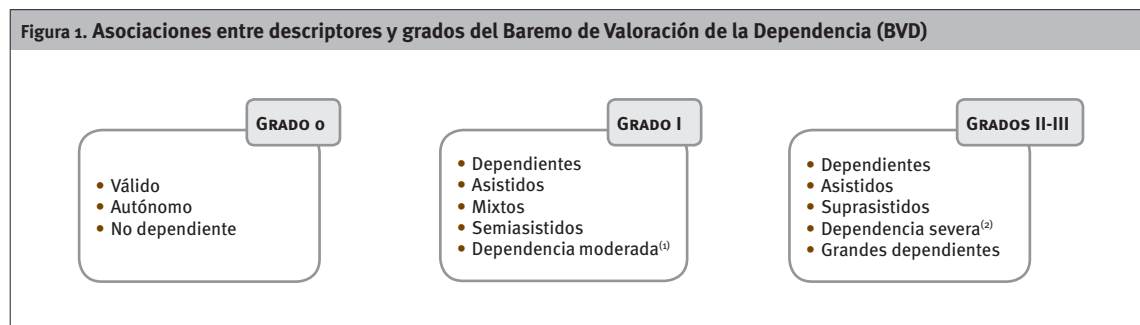 Figura 1. Asociaciones entre descriptores y grados del Baremo de Valoración de la Dependencia (BVD)
Grado 0
• Válido
• Autónomo
• No dependiente
Grado I
• Dependientes
• Asistidos
• Mixtos
• Semiasistidos
• Dependencia moderada(1)
Grados II-III
• Dependientes
• Asistidos
• Suprasistidos
• Dependencia severa(2)
• Grandes dependientes